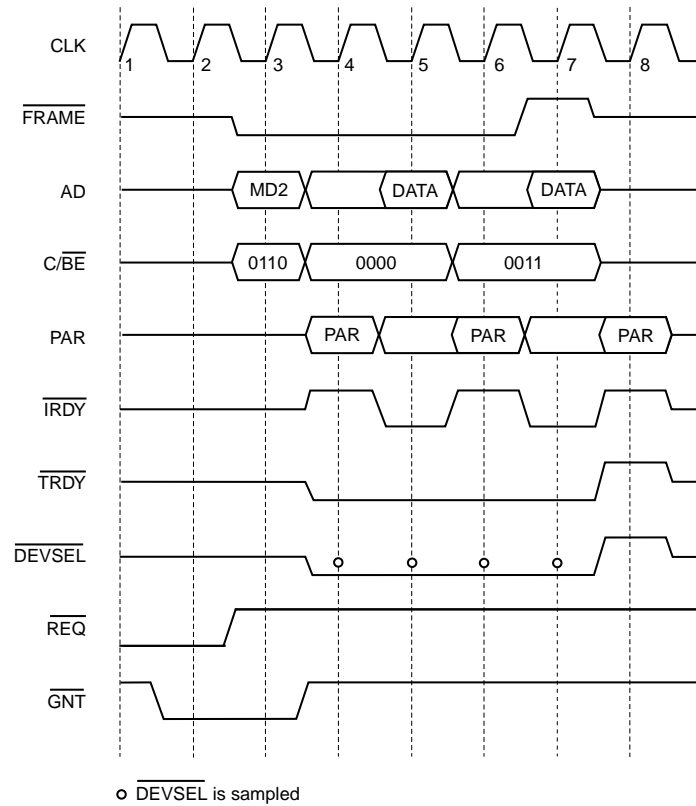 CLK
1 2 3 4 5 6 7 8
FRAME
AD MD2 DATA DATA
C/BE 0110 0000 0011
PAR PAR PAR PAR
IRDY
TRDY
DEVSEL
REQ
GNT
DEVSEL is sampled